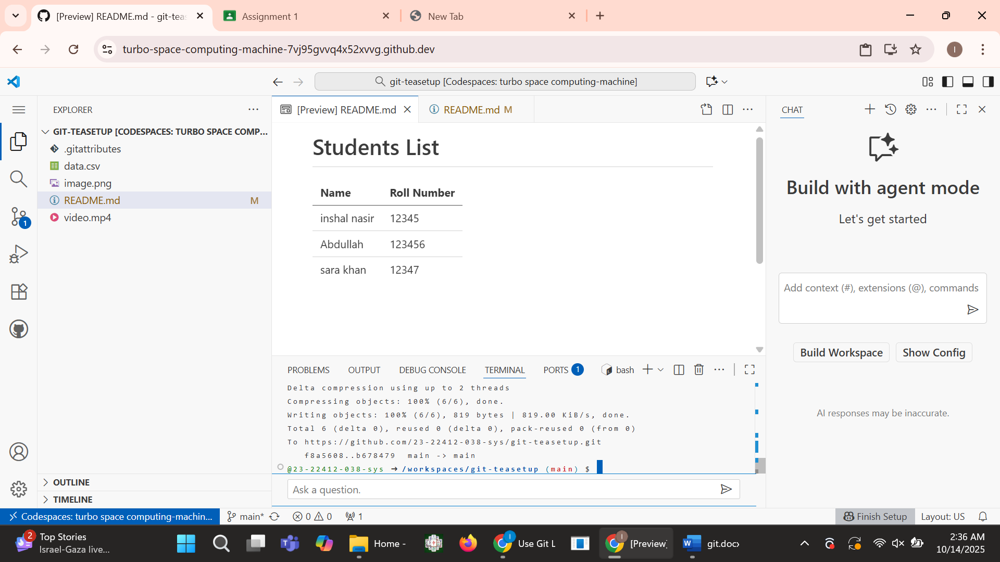 [Preview] README.md - git-teas
Assignment 1
New Tab
turbo-space-computing-machine-7vj95gvvq4x52xvvg.github.dev
I
git-teasetup [Codespaces: turbo space computing-machine]
EXPLORER
GIT-TEASETUP [CODESPACES: TURBO SPACE COMP...
.gitattributes
data.csv
image.png
README.md M
video.mp4
1
OUTLINE
TIMELINE
[Preview] README.md
README.md M
Students List
Name Roll Number
inshal nasir 12345
Abdullah 123456
sara khan 12347
PROBLEMS OUTPUT DEBUG CONSOLE TERMINAL PORTS 1
bash
Delta compression using up to 2 threads
Compressing objects: 100% (6/6), done.
Writing objects: 100% (6/6), 819 bytes | 819.00 KiB/s, done.
Total 6 (delta 0), reused 0 (delta 0), pack-reused 0 (from 0)
To https://github.com/23-22412-038-sys/git-teasetup.git
f8a5608..b678479 main -> main
@23-22412-038-sys ➜ /workspaces/git-teasetup (main) $
Ask a question.
CHAT
Build with agent mode
Let's get started
Add context (#), extensions (@), commands
Build Workspace Show Config
AI responses may be inaccurate.
Codespaces: turbo space computing-machin...
main*
0 0
1
Finish Setup
Layout: US
2
Top Stories
Israel-Gaza live...
Home -
I
Use Git L
I
[Preview]
W
git.docx
2:36 AM
10/14/2025